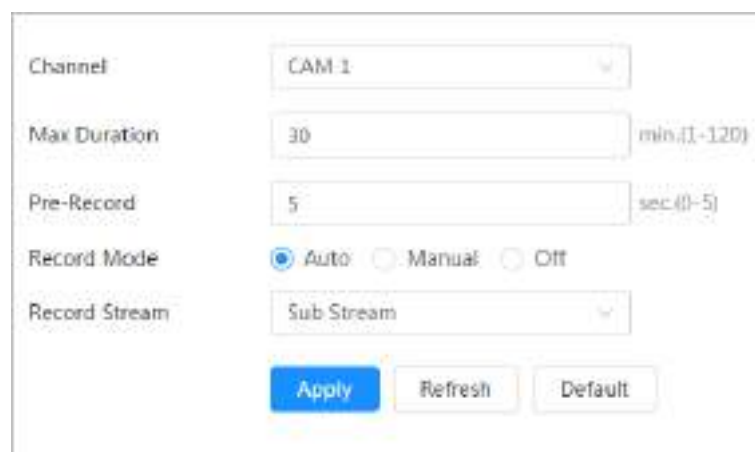 Channel CAM 1
Max Duration 30 min.(1-120)
Pre-Record 5 sec.(0-5)
Record Mode Auto Manual Off
Record Stream Sub Stream
Apply Refresh Default